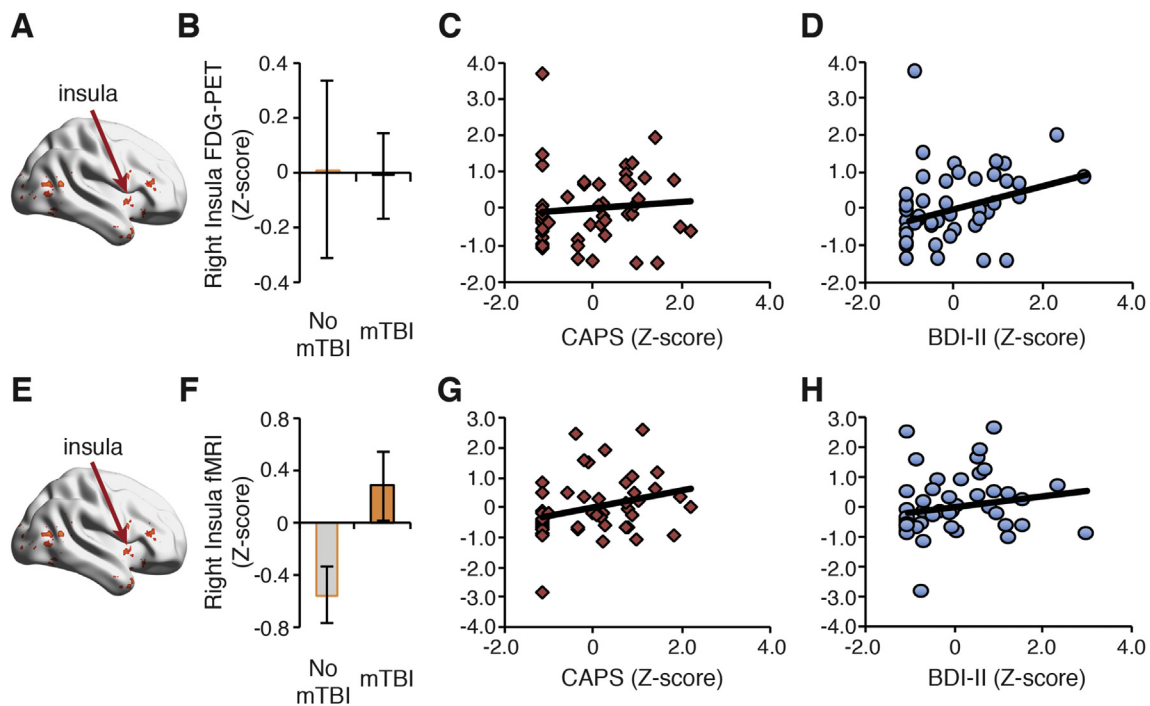 A
insula
B
Right Insula FDG-PET
(Z-score)
0.4
0.2
0
-0.2
-0.4
No
mTBI
mTBI
C
4.0
3.0
2.0
1.0
0
-1.0
-2.0
-2.0 0 2.0 4.0
CAPS (Z-score)
D
4.0
3.0
2.0
1.0
0
-1.0
-2.0
-2.0 0 2.0 4.0
BDI-II (Z-score)
E
insula
F
Right Insula fMRI
(Z-score)
0.8
0.4
0
-0.4
-0.8
No
mTBI
mTBI
G
3.0
2.0
1.0
0
-1.0
-2.0
-3.0
-4.0
-2.0 0 2.0 4.0
CAPS (Z-score)
H
3.0
2.0
1.0
0
-1.0
-2.0
-3.0
-4.0
-2.0 0 2.0 4.0
BDI-II (Z-score)